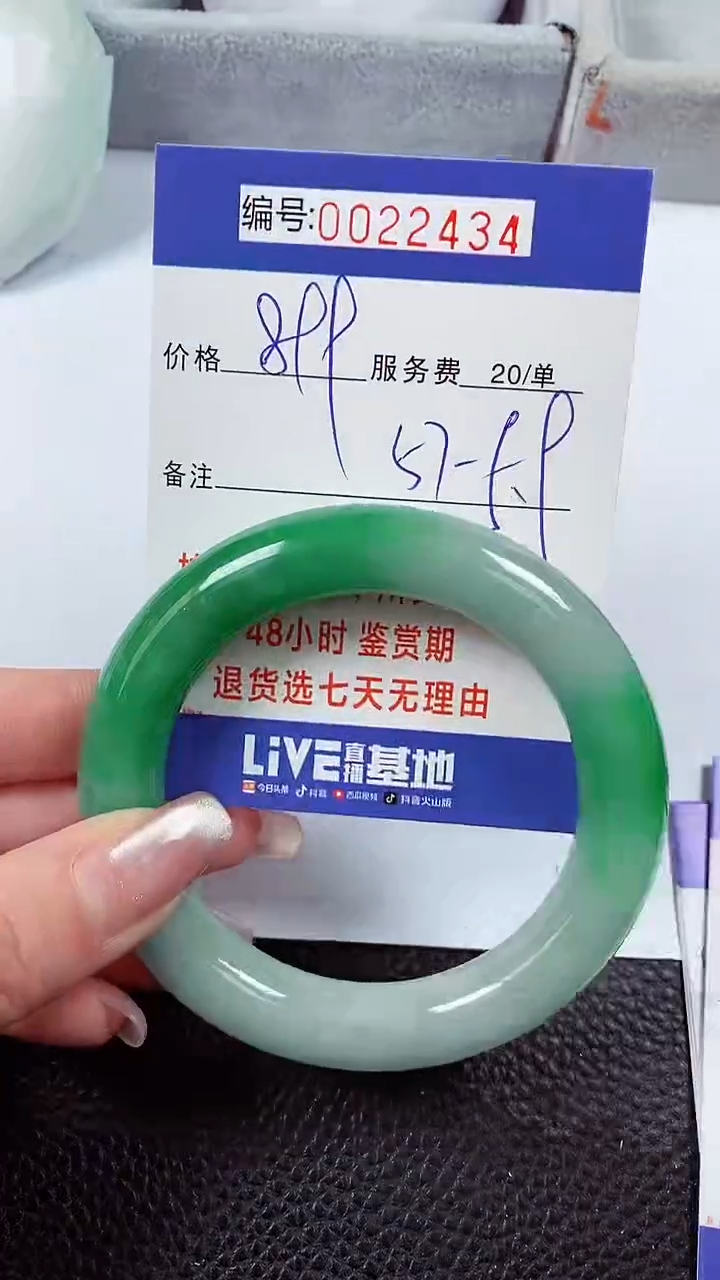 编号:0022434
价格 899 服务费 20/单
57-59
备注
48小时 鉴赏期
退货选七天无理由
LiVE直播基地
今日头条 抖音 西瓜视频 抖音火山版